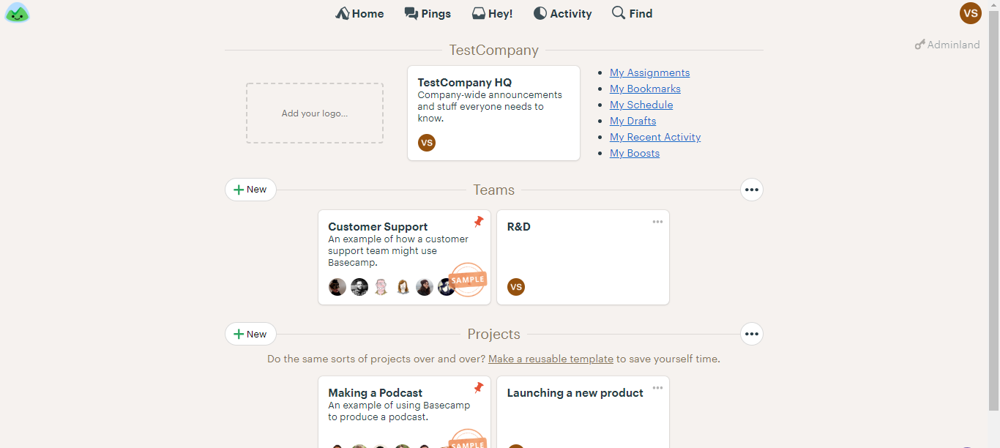 Home Pings Hey! Activity Find VS
Adminland
TestCompany
Add your logo...
TestCompany HQ
Company-wide announcements
and stuff everyone needs to
know.
VS
My Assignments
My Bookmarks
My Schedule
My Drafts
My Recent Activity
My Boosts
New Teams
Customer Support
An example of how a customer
support team might use
Basecamp.
SAMPLE
R&D
VS
New Projects
Do the same sorts of projects over and over? Make a reusable template to save yourself time.
Making a Podcast
An example of using Basecamp
to produce a podcast.
SAMPLE
Launching a new product